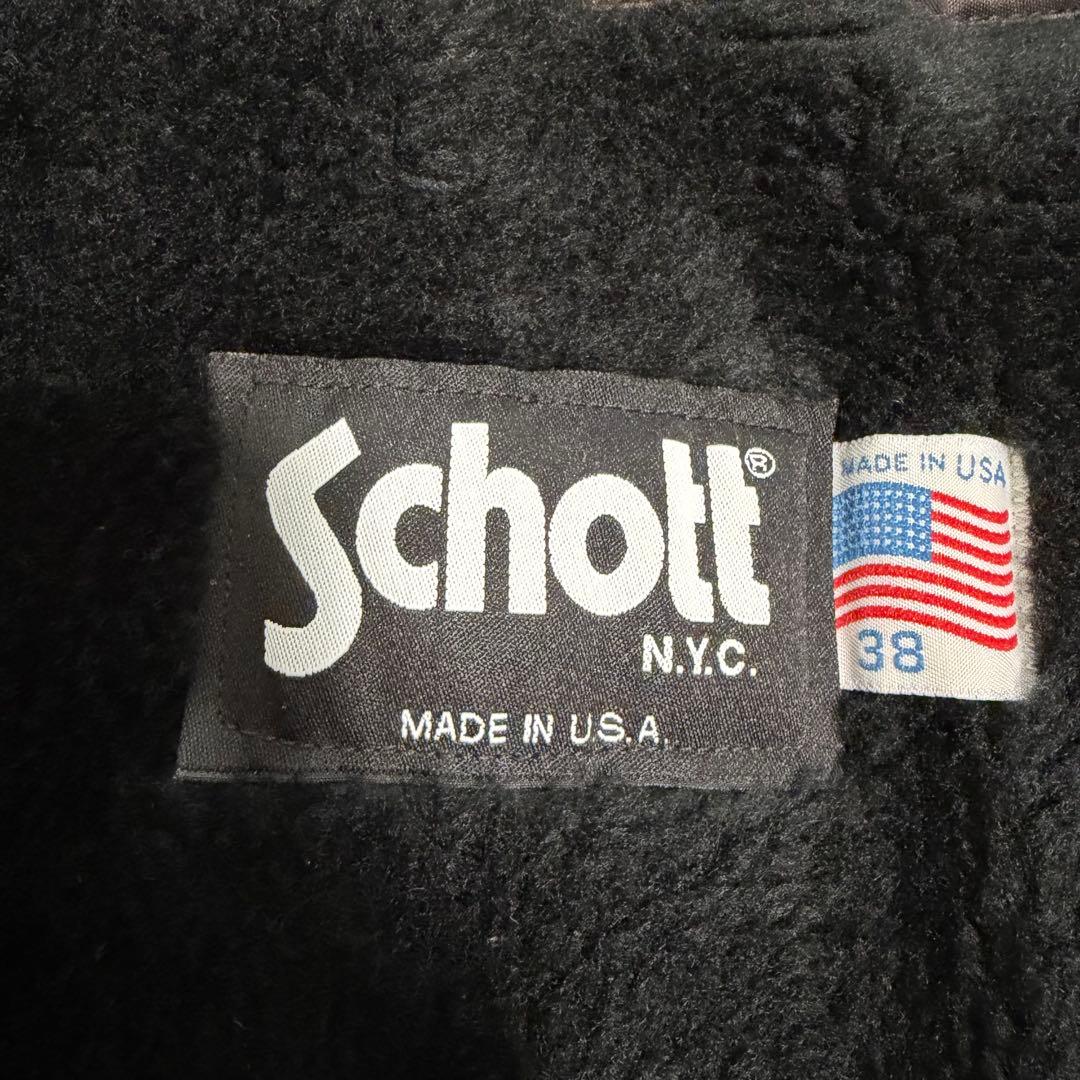 Schott®
N.Y.C.
MADE IN U.S.A.
MADE IN USA
38